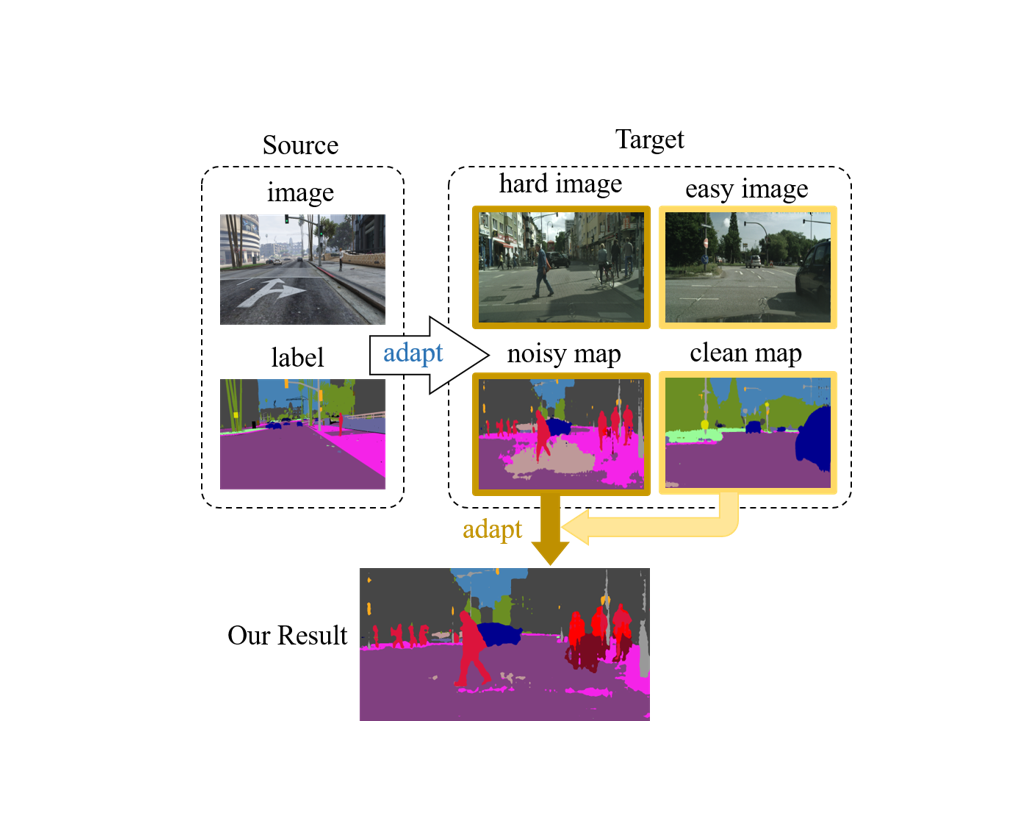 Source
Target
image
hard image
easy image
label
adapt
noisy map
clean map
adapt
Our Result